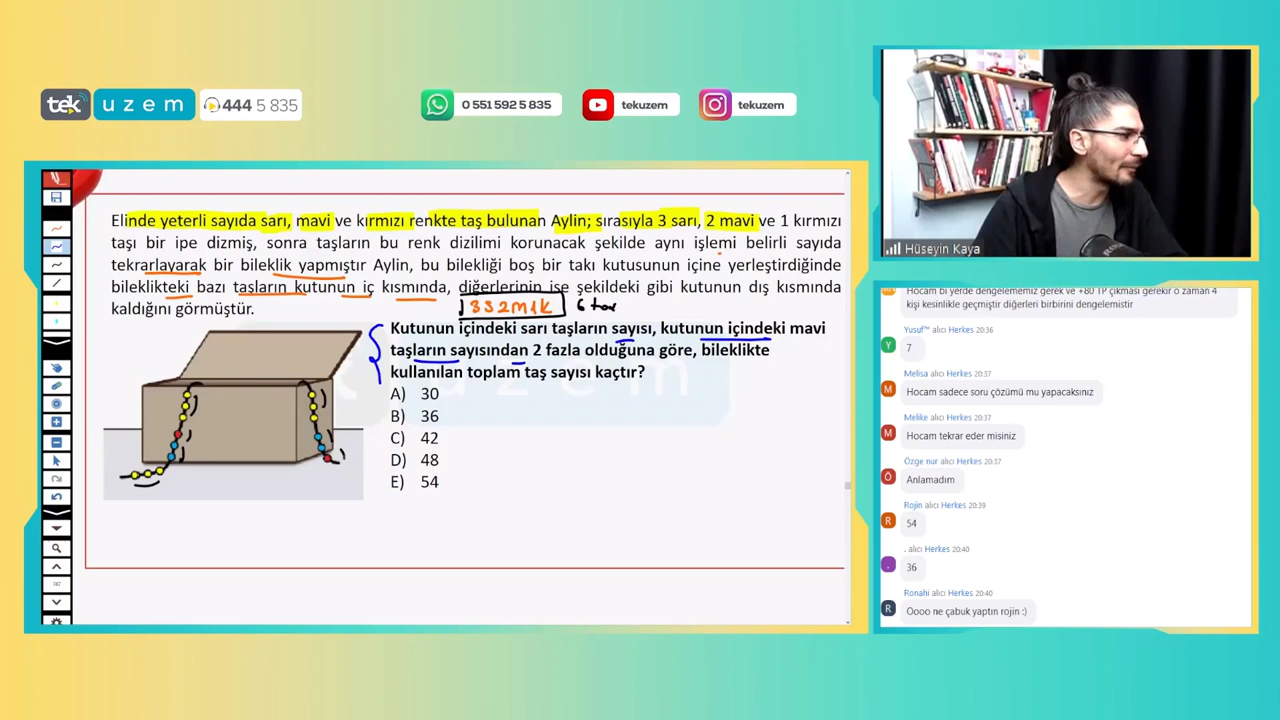 tek uzem 444 5 835
0 551 592 5 835
tekuzem
tekuzem
Elinde yeterli sayıda sarı, mavi ve kırmızı renkte taş bulunan Aylin; sırasıyla 3 sarı, 2 mavi ve 1 kırmızı
taşı bir ipe dizmiş, sonra taşların bu renk dizilimi korunacak şekilde aynı işlemi belirli sayıda
tekrarlayarak bir bileklik yapmıştır Aylin, bu bilekliği boş bir takı kutusunun içine yerleştirdiğinde
bileklikteki bazı taşların kutunun iç kısmında, diğerlerinin ise şekildeki gibi kutunun dış kısmında
kaldığını görmüştür.
Kutunun içindeki sarı taşların sayısı, kutunun içindeki mavi
taşların sayısından 2 fazla olduğuna göre, bileklikte
kullanılan toplam taş sayısı kaçtır?
A) 30
B) 36
C) 42
D) 48
E) 54
Hüseyin Kaya
Hocam bi yerde dengelememiz gerek ve +80 TP çıkması gerekir o zaman 4
kişi kesinlikle geçmiştir diğerleri birbirini dengelemistir
Yusuf™ alıcı Herkes 20:36
Y
7
Melisa alıcı Herkes 20:37
M
Hocam sadece soru çözümü mu yapacaksınız
Melike alıcı Herkes 20:37
M
Hocam tekrar eder misiniz
Özge nur alıcı Herkes 20:37
Ö
Anlamadım
Rojin alıcı Herkes 20:39
R
54
. alıcı Herkes 20:40
.
36
Ronahi alıcı Herkes 20:40
R
Oooo ne çabuk yaptın rojin :)